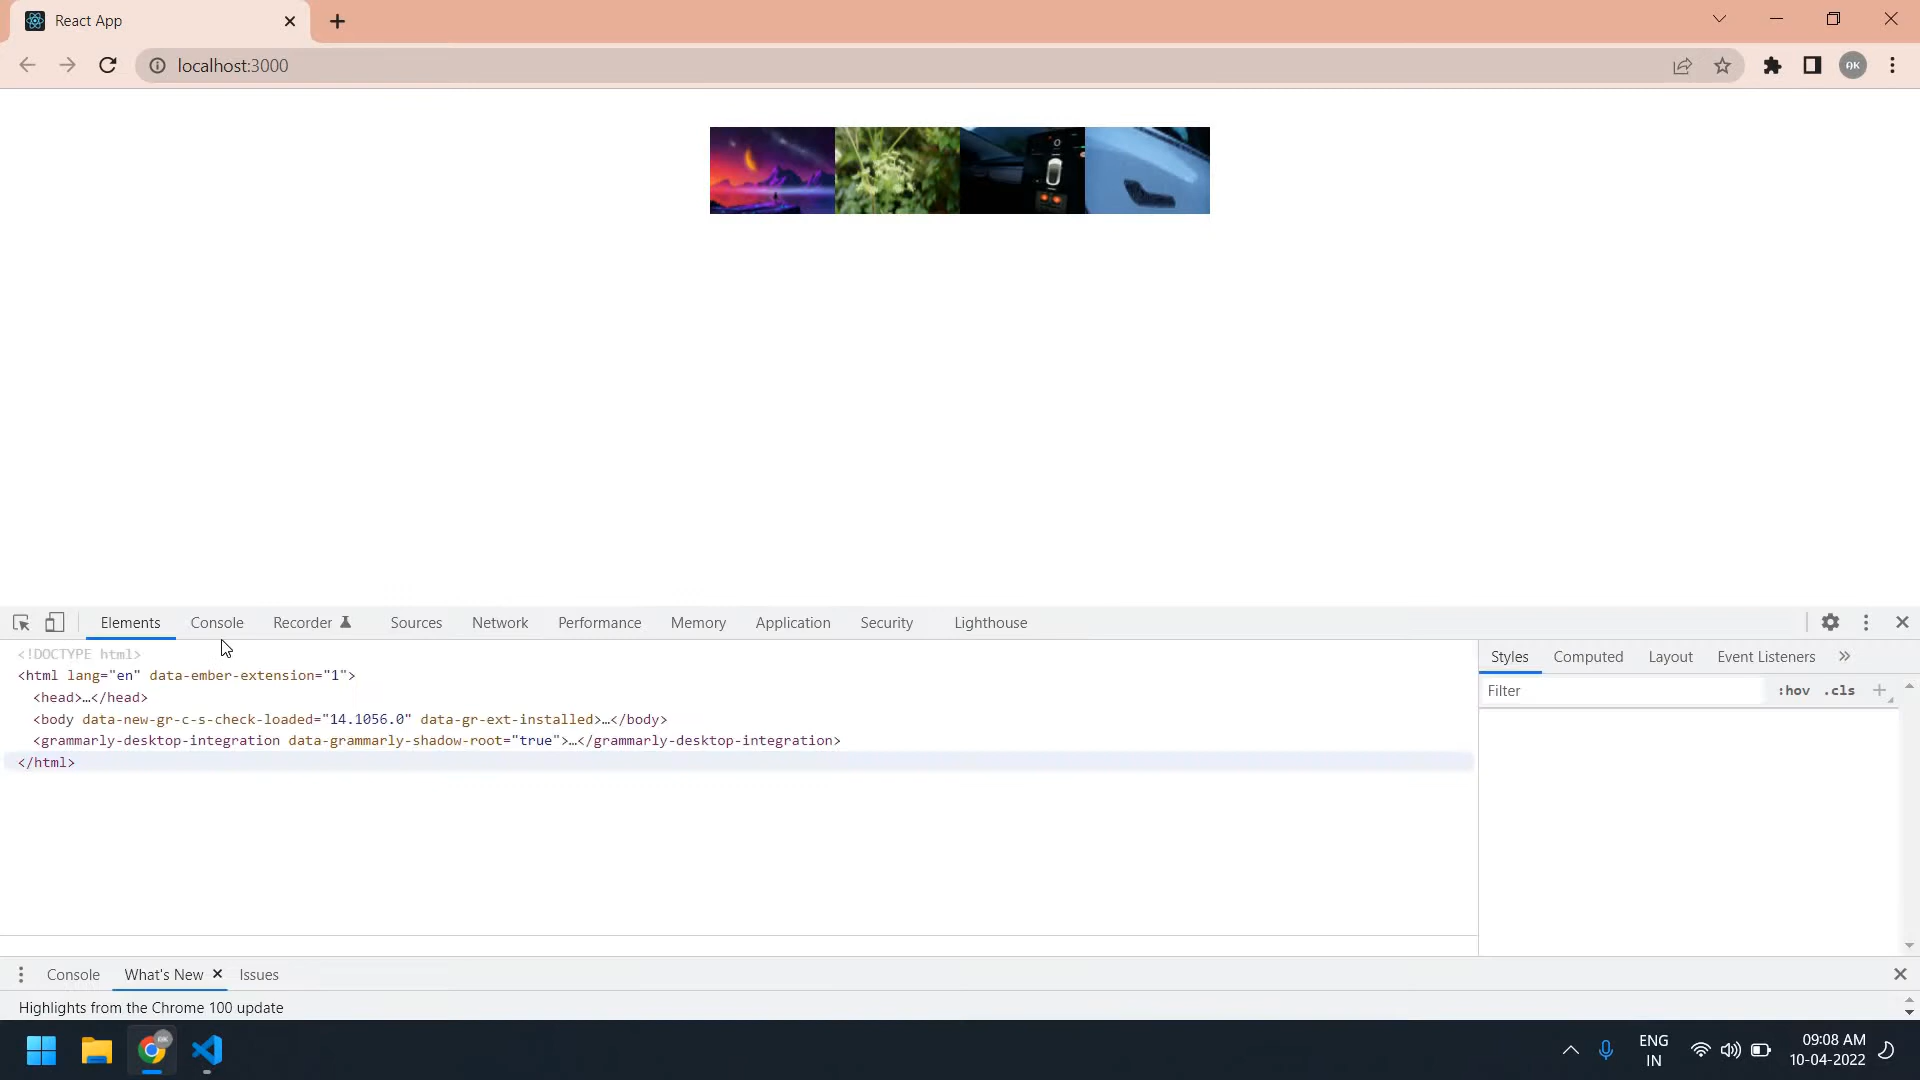 React App
localhost:3000
AK
Elements Console Recorder Sources Network Performance Memory Application Security Lighthouse
<!DOCTYPE html>
<html lang="en" data-ember-extension="1">
<head>…</head>
<body data-new-gr-c-s-check-loaded="14.1056.0" data-gr-ext-installed>…</body>
<grammarly-desktop-integration data-grammarly-shadow-root="true">…</grammarly-desktop-integration>
</html>
Styles Computed Layout Event Listeners »
Filter :hov .cls
Console What's New Issues
Highlights from the Chrome 100 update
AK
ENG
IN
09:08 AM
10-04-2022